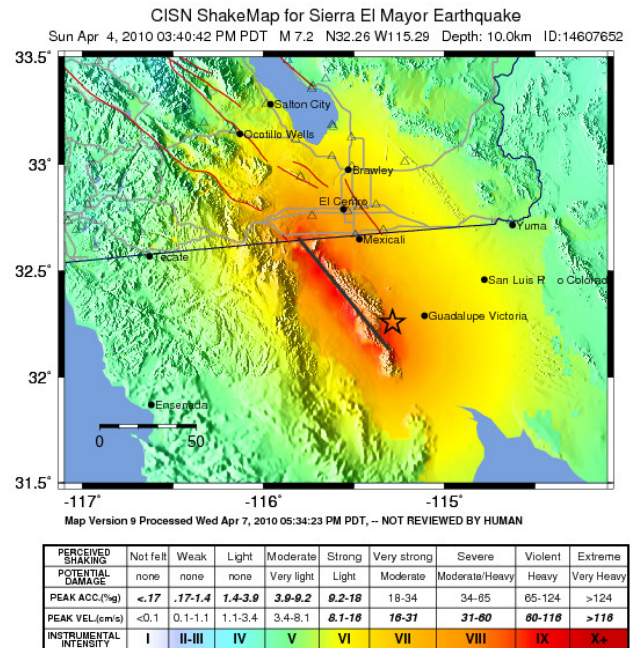 CISN ShakeMap for Sierra El Mayor Earthquake
Sun Apr 4, 2010 03:40:42 PM PDT M 7.2 N32.26 W115.29 Depth: 10.0km ID:14607652
33.5°
Salton City
Ocotillo Wells
33°
Brawley
El Centro
Yuma
Mexicali
Tecate
32.5°
San Luis R
Colorad
Guadalupe Victoria
32°
Ensenada
0 50
31.5°
-117° -116° -115°
Map Version 9 Processed Wed Apr 7, 2010 05:34:23 PM PDT, -- NOT REVIEWED BY HUMAN
PERCEIVED SHAKING Not felt Weak Light Moderate Strong Very strong Severe Violent Extreme
POTENTIAL DAMAGE none none none Very light Light Moderate Moderate/Heavy Heavy Very Heavy
PEAK ACC.(%g) <.17 .17-1.4 1.4-3.9 3.9-9.2 9.2-18 18-34 34-65 65-124 >124
PEAK VEL.(cm/s) <0.1 0.1-1.1 1.1-3.4 3.4-8.1 8.1-16 16-31 31-60 60-116 >116
INSTRUMENTAL INTENSITY I II-III IV V VI VII VIII IX X+